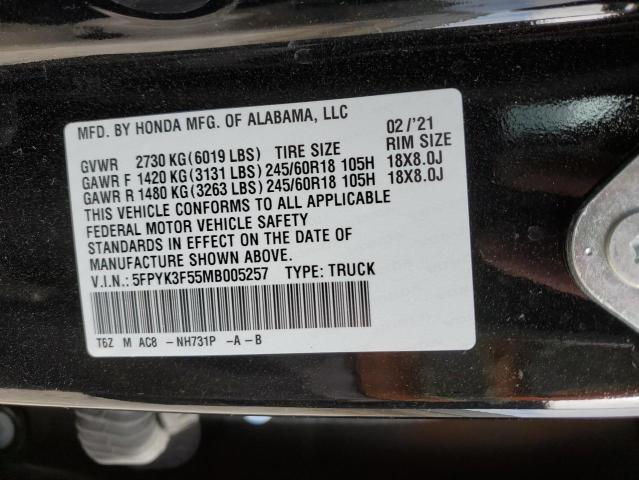 MFD. BY HONDA MFG. OF ALABAMA, LLC 02/'21
GVWR 2730 KG (6019 LBS) TIRE SIZE RIM SIZE
GAWR F 1420 KG (3131 LBS) 245/60R18 105H 18X8.0J
GAWR R 1480 KG (3263 LBS) 245/60R18 105H 18X8.0J
THIS VEHICLE CONFORMS TO ALL APPLICABLE
FEDERAL MOTOR VEHICLE SAFETY
STANDARDS IN EFFECT ON THE DATE OF
MANUFACTURE SHOWN ABOVE.
V.I.N.: 5FPYK3F55MB005257 TYPE: TRUCK
T6Z M AC8 - NH731P -A-B